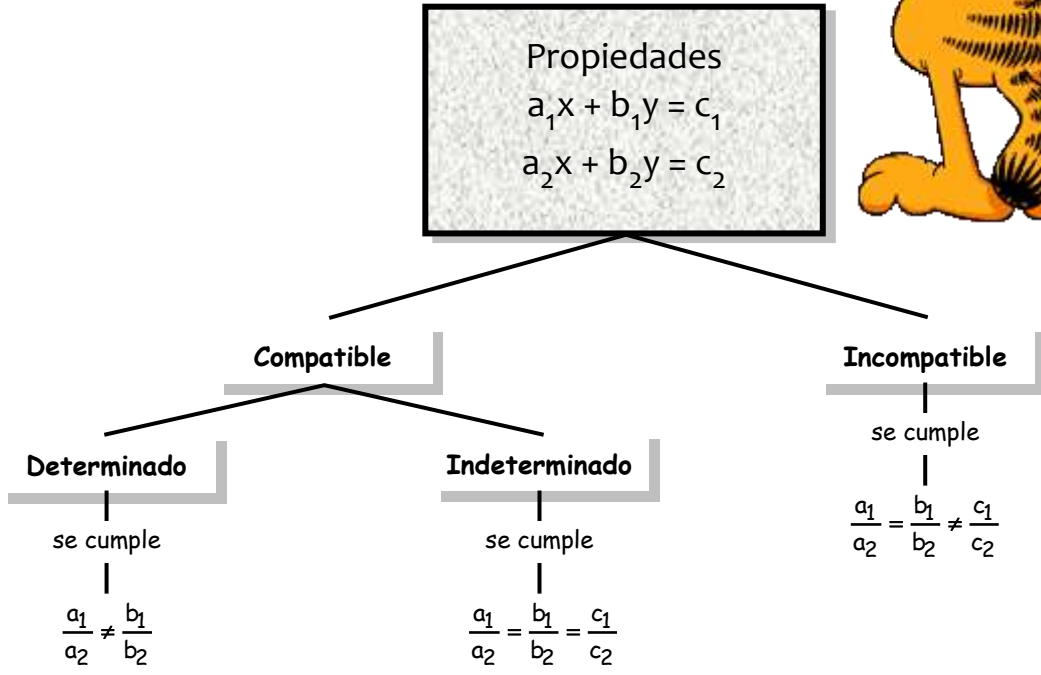 Propiedades
a₁x + b₁y = c₁
a₂x + b₂y = c₂
Compatible
Incompatible
Determinado
Indeterminado
se cumple
a₁/a₂ = b₁/b₂ ≠ c₁/c₂
se cumple
se cumple
a₁/a₂ ≠ b₁/b₂
a₁/a₂ = b₁/b₂ = c₁/c₂